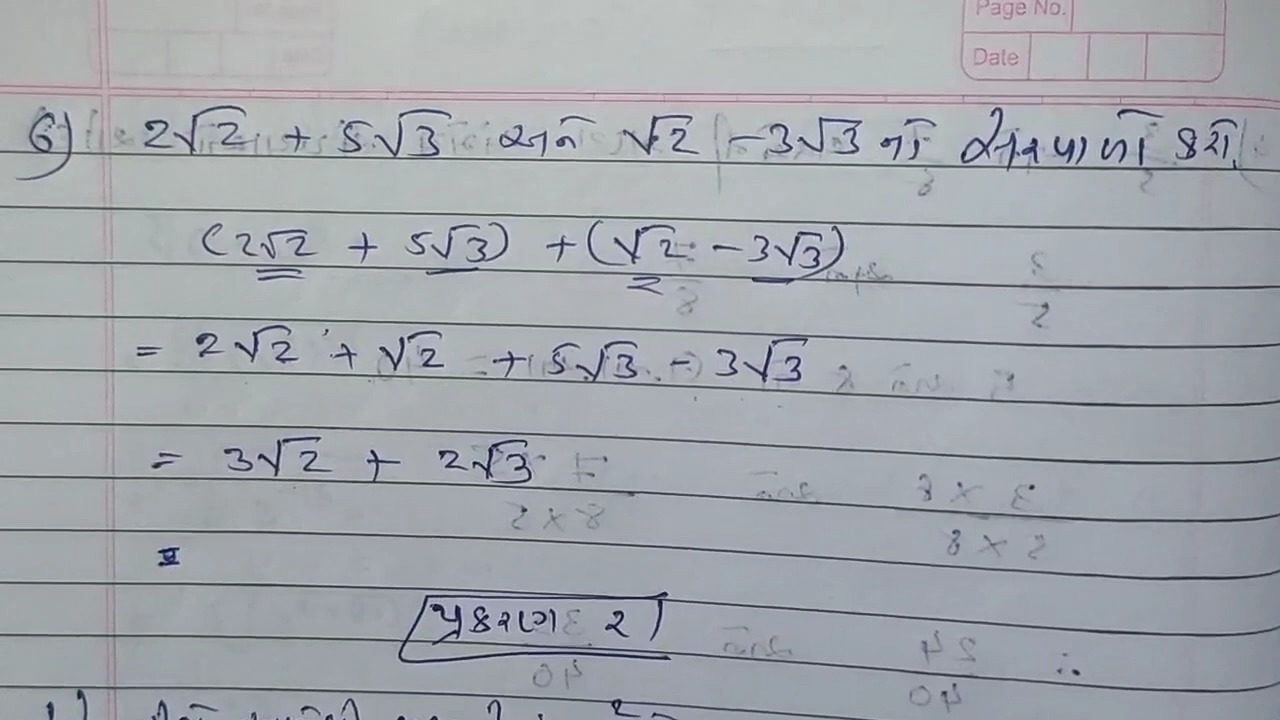 Page No.
Date
6) 2√2 + 5√3 અને √2 - 3√3 નો સરવાળો કરો.
(2√2 + 5√3) + (√2 - 3√3)
= 2√2 + √2 + 5√3 - 3√3
= 3√2 + 2√3
પ્રકરણ 2
1)